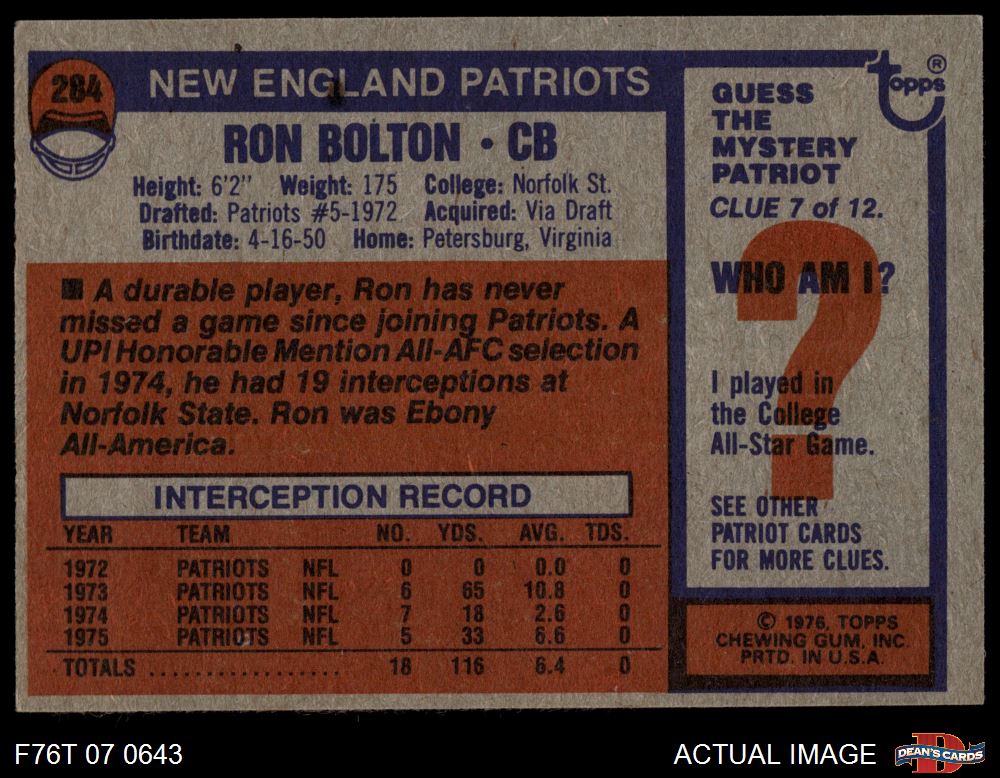 284
NEW ENGLAND PATRIOTS
RON BOLTON • CB
Height: 6'2" Weight: 175 College: Norfolk St.
Drafted: Patriots #5-1972 Acquired: Via Draft
Birthdate: 4-16-50 Home: Petersburg, Virginia
■ A durable player, Ron has never
missed a game since joining Patriots. A
UPI Honorable Mention All-AFC selection
in 1974, he had 19 interceptions at
Norfolk State. Ron was Ebony
All-America.
INTERCEPTION RECORD
YEAR TEAM NO. YDS. AVG. TDS.
1972 PATRIOTS NFL 0 0 0.0 0
1973 PATRIOTS NFL 6 65 10.8 0
1974 PATRIOTS NFL 7 18 2.6 0
1975 PATRIOTS NFL 5 33 6.6 0
TOTALS .................. 18 116 6.4 0
topps ®
GUESS
THE
MYSTERY
PATRIOT
CLUE 7 of 12.
?
WHO AM I?
I played in
the College
All-Star Game.
SEE OTHER
PATRIOT CARDS
FOR MORE CLUES.
© 1976, TOPPS
CHEWING GUM, INC.
PRTD. IN U.S.A.
F76T 07 0643
ACTUAL IMAGE
D
DEAN'S CARDS